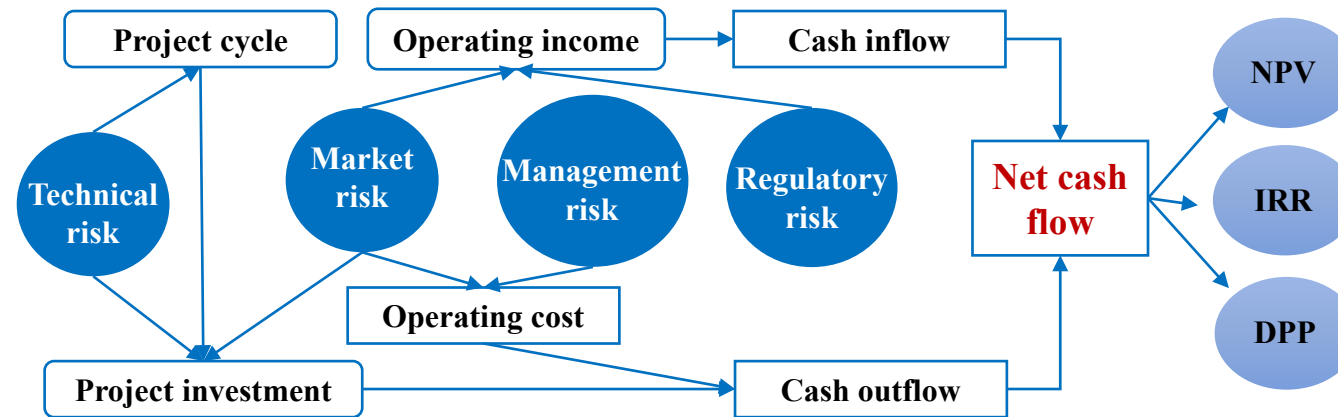 Project cycle
Operating income
Cash inflow
NPV
Technical
risk
Market
risk
Management
risk
Regulatory
risk
Net cash
flow
IRR
Operating cost
DPP
Project investment
Cash outflow